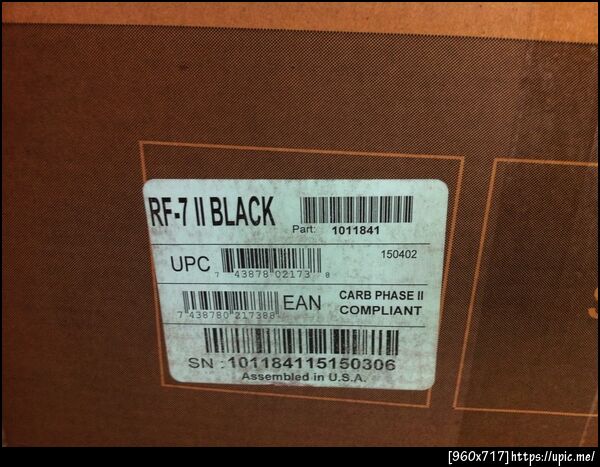 RF-7 II BLACK
Part: 1011841
UPC
7 43878 02173 8
150402
EAN
7 438780 217388
CARB PHASE II
COMPLIANT
SN : 101184115150306
Assembled in U.S.A.
[960x717]https://upic.me/